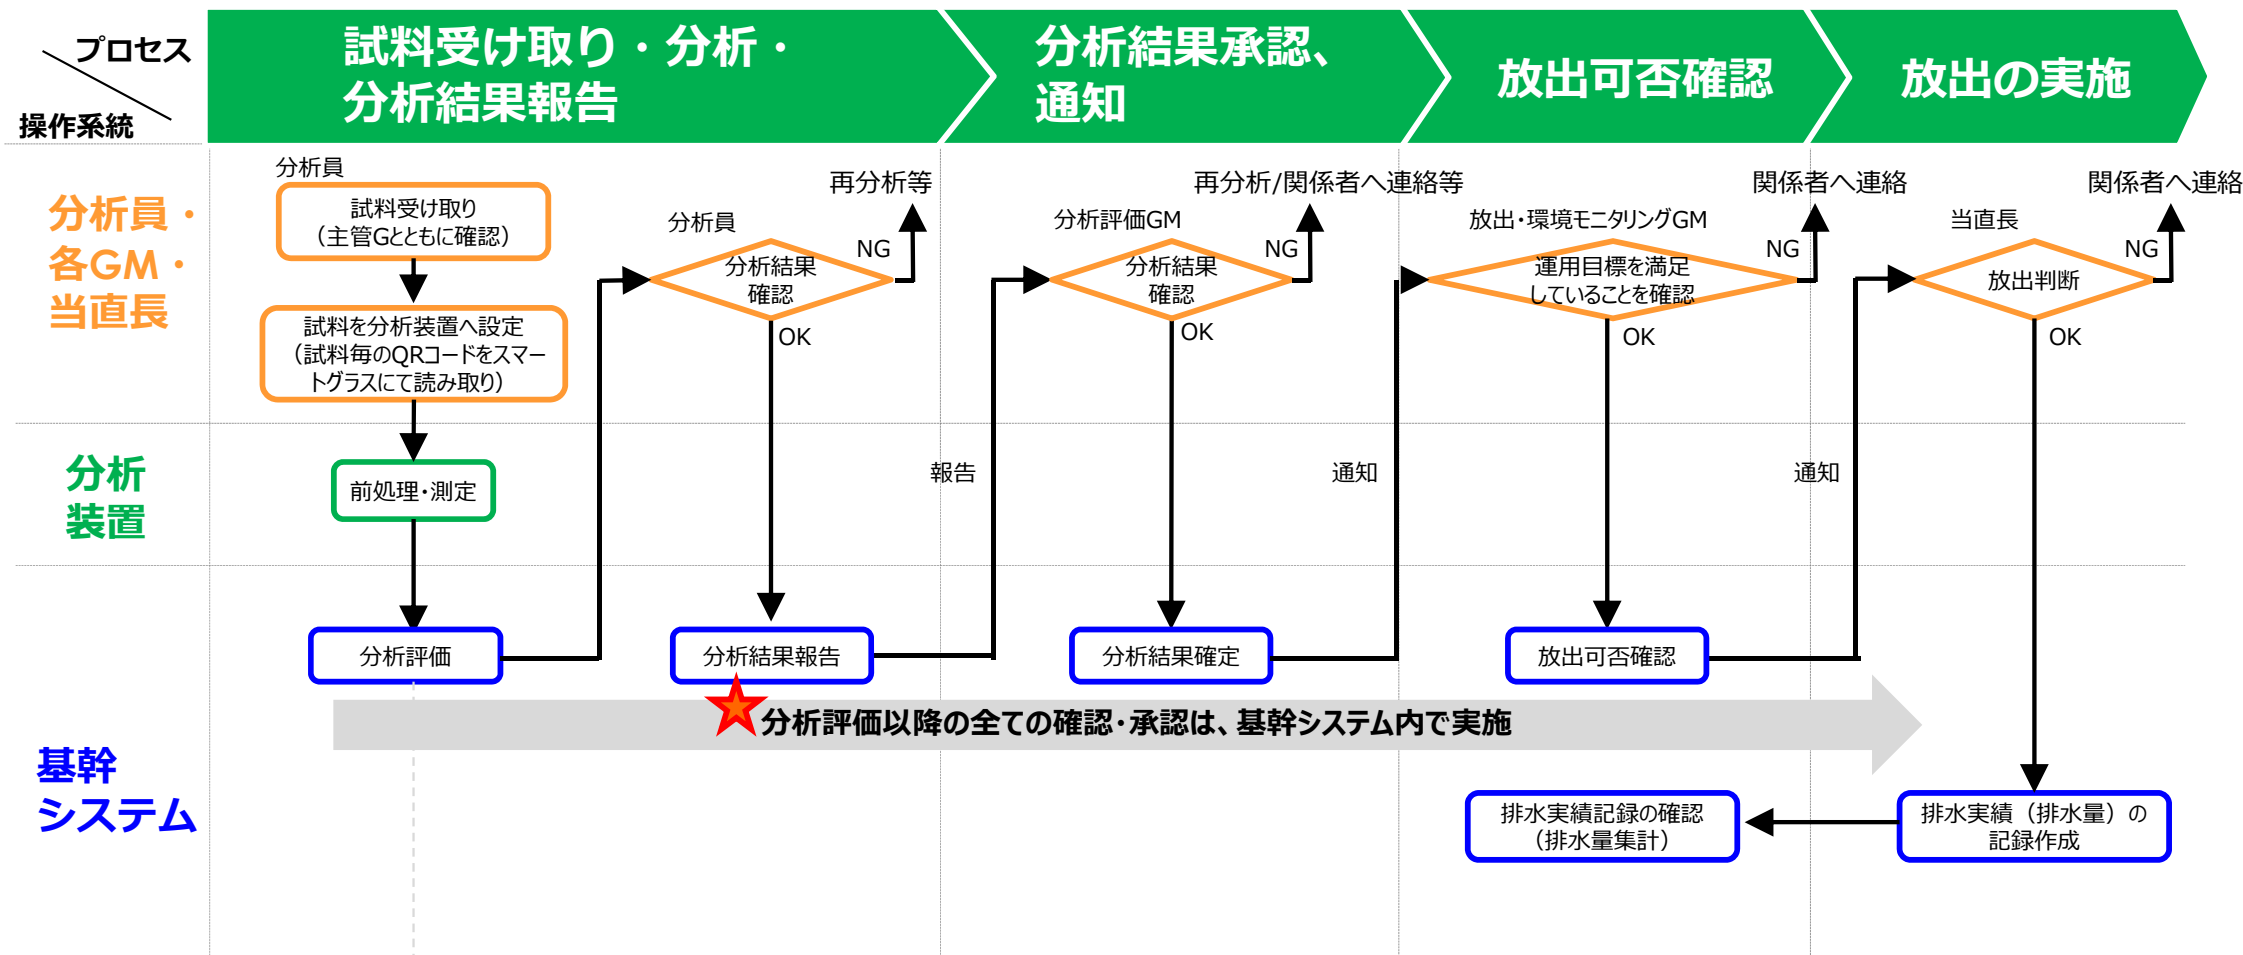 プロセス
操作系統
試料受け取り・分析・
分析結果報告
分析結果承認、
通知
放出可否確認
放出の実施
分析員・
各GM・
当直長
分析員
試料受け取り
（主管Gとともに確認）
試料を分析装置へ設定
（試料毎のQRコードをスマー
トグラスにて読み取り）
分析員
分析結果
確認
NG
再分析等
OK
分析評価GM
分析結果
確認
NG
再分析/関係者へ連絡等
OK
放出・環境モニタリングGM
運用目標を満足
していることを確認
NG
関係者へ連絡
OK
当直長
放出判断
NG
関係者へ連絡
OK
分析
装置
前処理・測定
報告
通知
通知
基幹
システム
分析評価
分析結果報告
分析結果確定
放出可否確認
分析評価以降の全ての確認・承認は、基幹システム内で実施
排水実績記録の確認
（排水量集計）
排水実績（排水量）の
記録作成